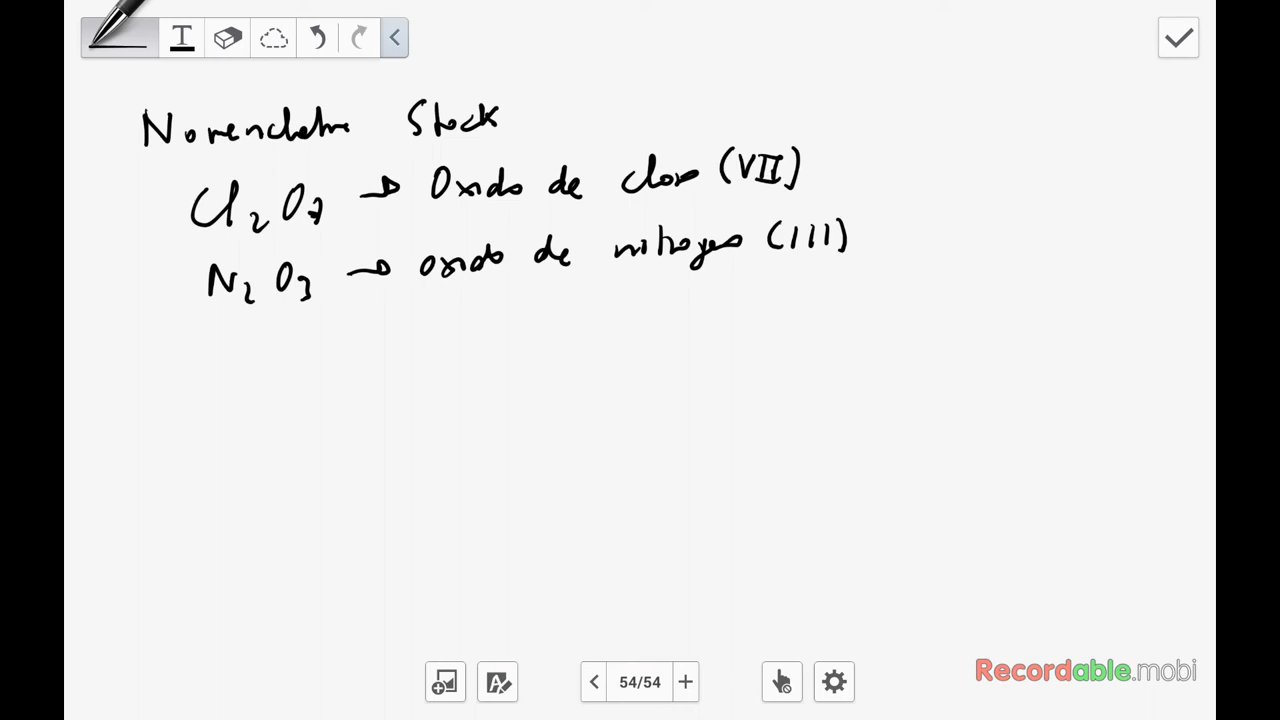 T
Nomenclatura Stock
Cl2O7 → Oxido de cloro (VII)
N2O3 → oxido de nitrogeno (III)
54/54
Recordable.mobi